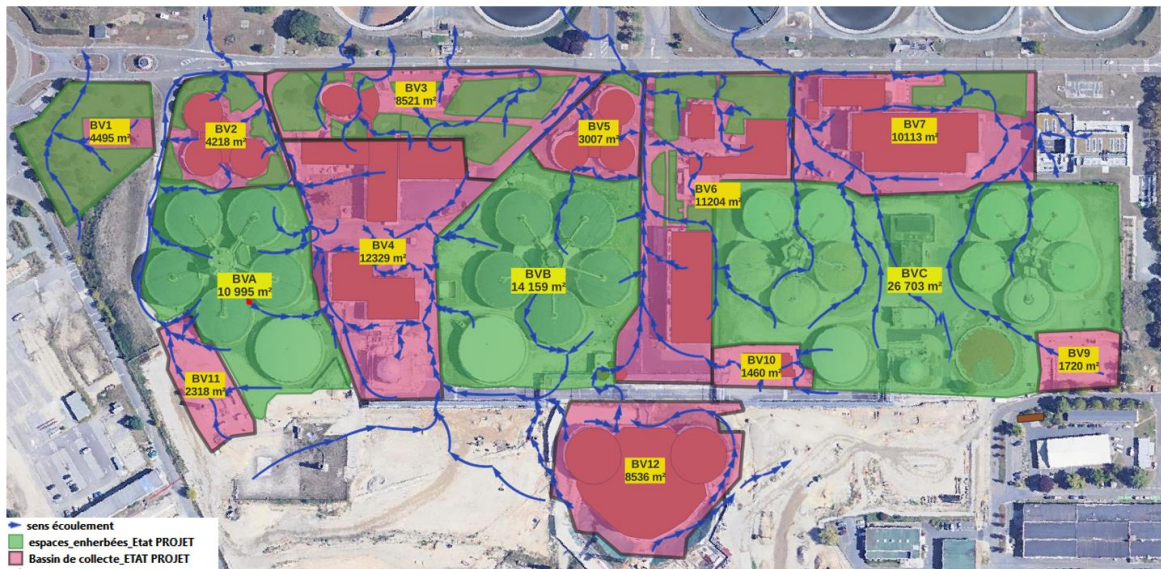 BV1
4495 m²
BV2
4218 m²
BV3
8521 m²
BV4
12329 m²
BV5
3007 m²
BV6
11204 m²
BV7
10113 m²
BVA
10 995 m²
BVB
14 159 m²
BVC
26 703 m²
BV9
1720 m²
BV10
1460 m²
BV11
2318 m²
BV12
8536 m²
sens écoulement
espaces_enherbées_Etat PROJET
Bassin de collecte_ETAT PROJET